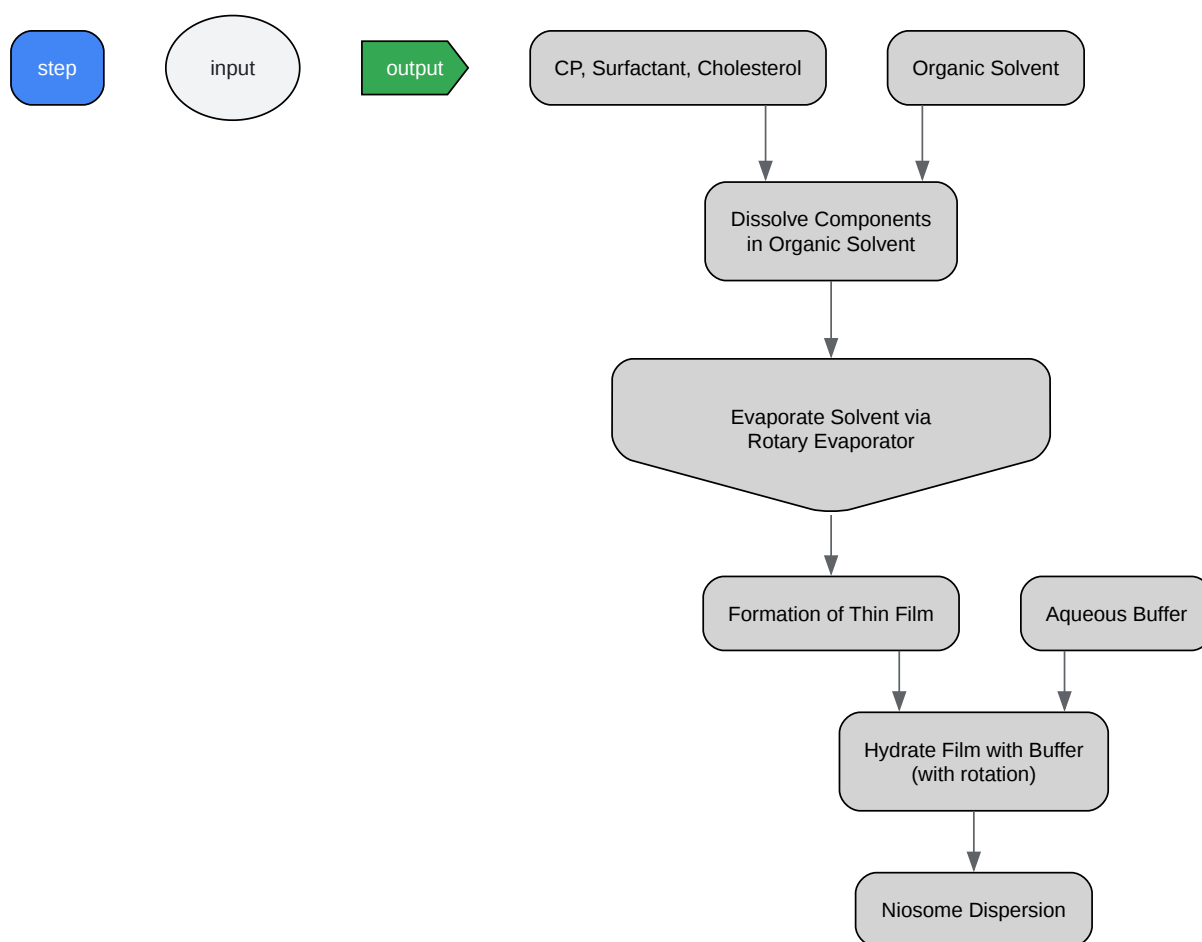 step
input
output
CP, Surfactant, Cholesterol
Organic Solvent
Dissolve Components
in Organic Solvent
Evaporate Solvent via
Rotary Evaporator
Formation of Thin Film
Aqueous Buffer
Hydrate Film with Buffer
(with rotation)
Niosome Dispersion